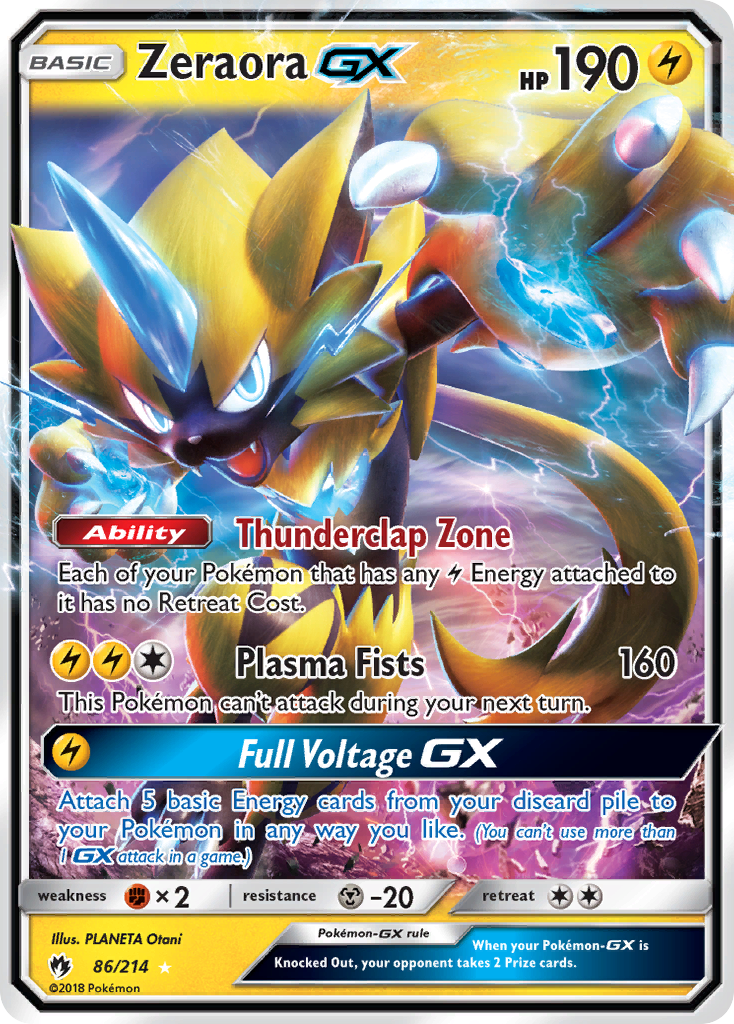 BASIC Zeraora GX HP 190
Ability Thunderclap Zone
Each of your Pokémon that has any Energy attached to
it has no Retreat Cost.
Plasma Fists 160
This Pokémon can't attack during your next turn.
Full Voltage GX
Attach 5 basic Energy cards from your discard pile to
your Pokémon in any way you like. (You can't use more than
1 GX attack in a game.)
weakness ×2 resistance -20 retreat
Illus. PLANETA Otani
86/214
©2018 Pokémon
Pokémon-GX rule
When your Pokémon-GX is
Knocked Out, your opponent takes 2 Prize cards.